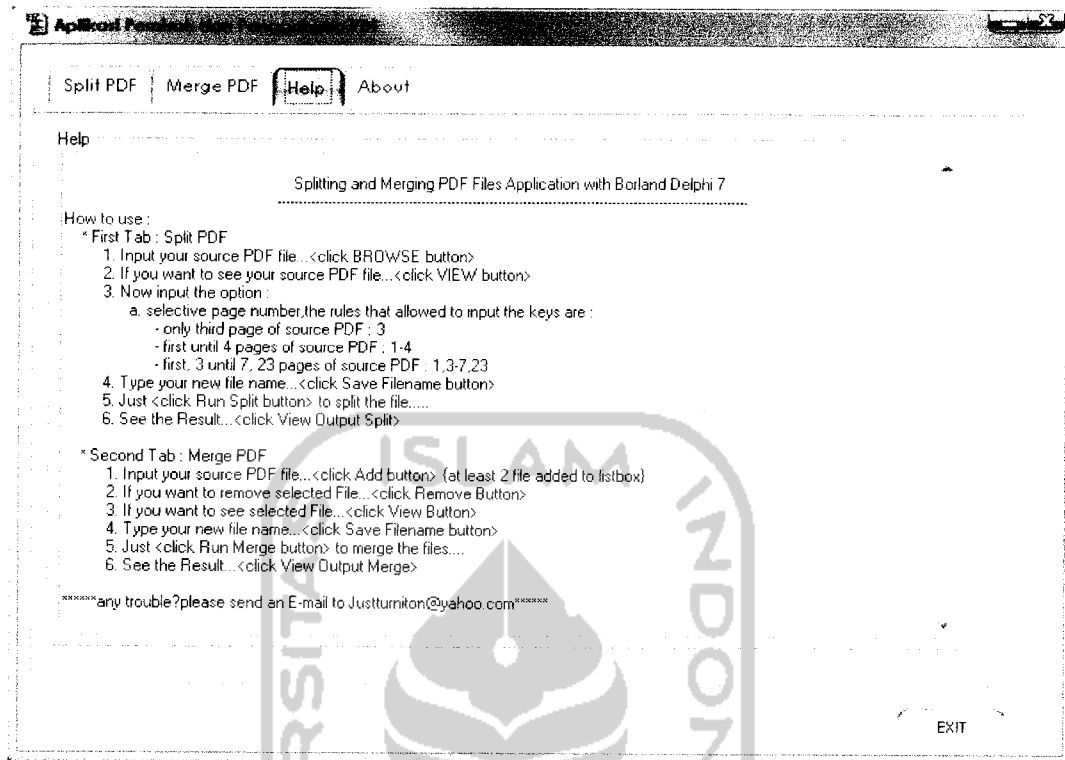 Aplikasi
Split PDF Merge PDF Help About
Help
Splitting and Merging PDF Files Application with Borland Delphi 7
How to use :
* First Tab : Split PDF
1. Input your source PDF file...<click BROWSE button>
2. If you want to see your source PDF file...<click VIEW button>
3. Now input the option :
a. selective page number,the rules that allowed to input the keys are :
- only third page of source PDF : 3
- first until 4 pages of source PDF : 1-4
- first, 3 until 7, 23 pages of source PDF : 1,3-7,23
4. Type your new file name...<click Save Filename button>
5. Just <click Run Split button> to split the file.....
6. See the Result...<click View Output Split>
* Second Tab : Merge PDF
1. Input your source PDF file...<click Add button> {at least 2 file added to listbox}
2. If you want to remove selected File...<click Remove Button>
3. If you want to see selected File...<click View Button>
4. Type your new file name...<click Save Filename button>
5. Just <click Run Merge button> to merge the files....
6. See the Result...<click View Output Merge>
******any trouble?please send an E-mail to Justturniton@yahoo.com******
EXIT
ISLAM